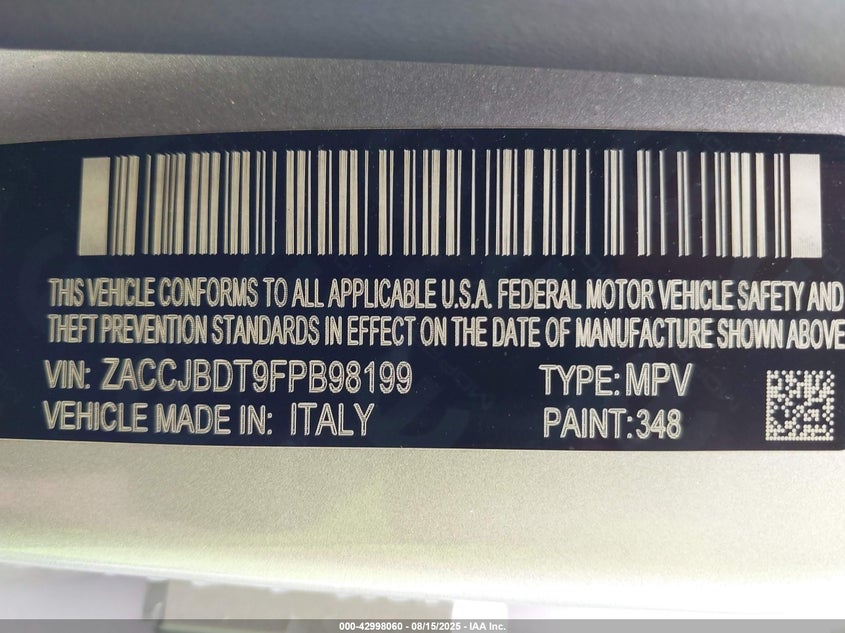 THIS VEHICLE CONFORMS TO ALL APPLICABLE U.S.A. FEDERAL MOTOR VEHICLE SAFETY AND
THEFT PREVENTION STANDARDS IN EFFECT ON THE DATE OF MANUFACTURE SHOWN ABOVE
VIN: ZACCJBDT9FPB98199 TYPE: MPV
VEHICLE MADE IN: ITALY PAINT: 348
000-42998060 - 08/15/2025 - IAA Inc.